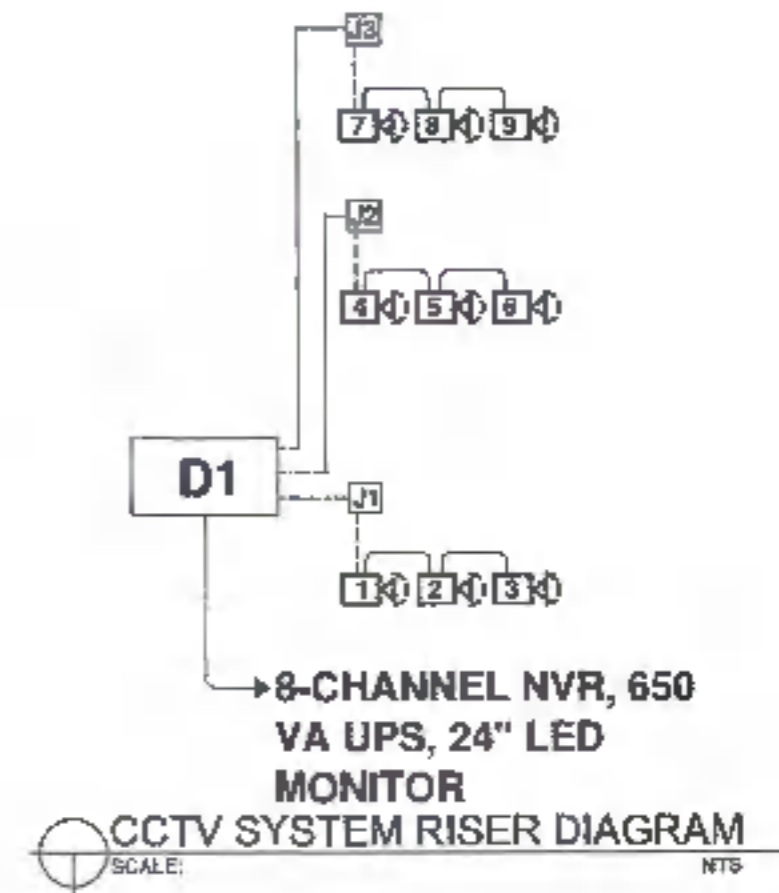 J3
7 8 9
J2
4 5 6
D1
J1
1 2 3
8-CHANNEL NVR, 650
VA UPS, 24" LED
MONITOR
CCTV SYSTEM RISER DIAGRAM
SCALE: NTS